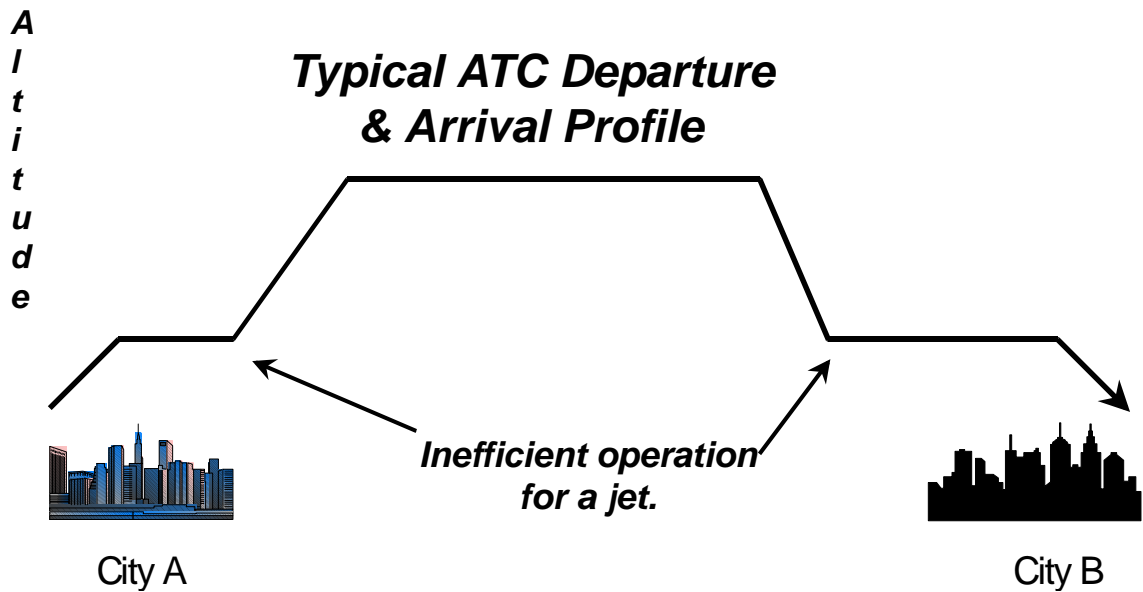 Altitude
Typical ATC Departure
& Arrival Profile
Inefficient operation
for a jet.
City A
City B